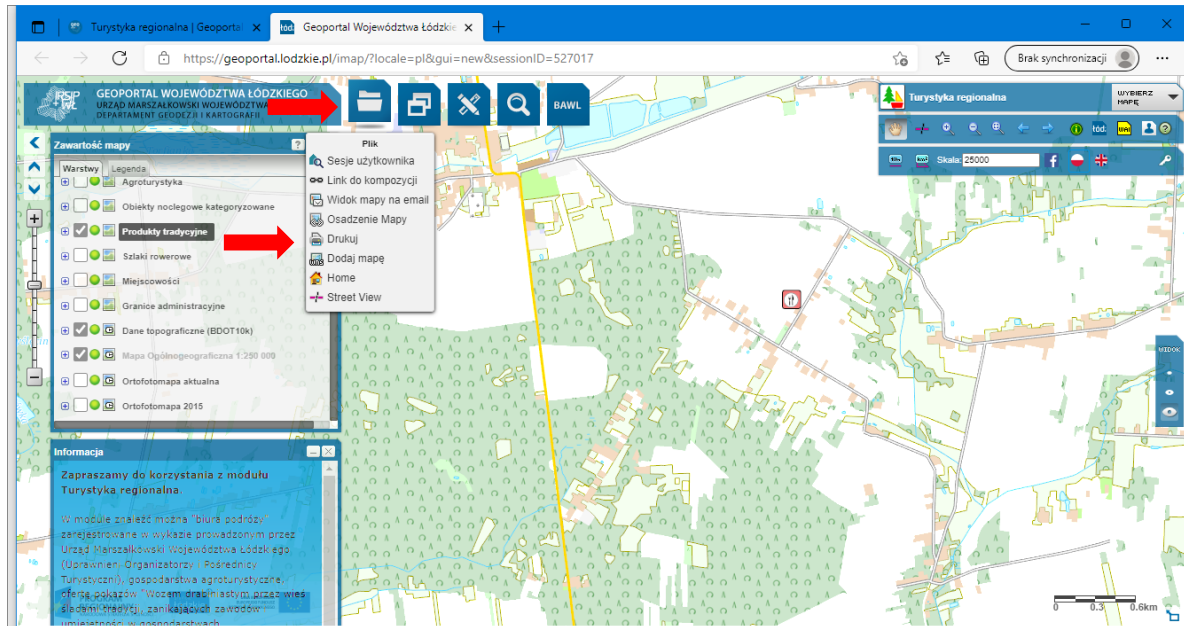 Turystyka regionalna | Geoportal
Geoportal Województwa Łódzkie
https://geoportal.lodzkie.pl/imap/?locale=pl&gui=new&sessionID=527017
Brak synchronizacji
GEOPORTAL WOJEWÓDZTWA ŁÓDZKIEGO
URZĄD MARSZAŁKOWSKI WOJEWÓDZTWA
DEPARTAMENT GEODEZJI I KARTOGRAFII
BAWL
Turystyka regionalna
WYBIERZ
MAPĘ
Skala: 25000
Zawartość mapy
Warstwy Legenda
Agroturystyka
Obiekty noclegowe kategoryzowane
Produkty tradycyjne
Szlaki rowerowe
Miejscowości
Granice administracyjne
Dane topograficzne (BDOT10k)
Mapa Ogólnogeograficzna 1:250 000
Ortofotomapa aktualna
Ortofotomapa 2015
Plik
Sesje użytkownika
Link do kompozycji
Widok mapy na email
Osadzenie Mapy
Drukuj
Dodaj mapę
Home
Street View
WIDOK
Informacja
Zapraszamy do korzystania z modułu
Turystyka regionalna.
W module znaleźć można "biura podróży"
zarejestrowane w wykazie prowadzonym przez
Urząd Marszałkowski Województwa Łódzkiego
(Uprawnieni Organizatorzy i Pośrednicy
Turystyczni), gospodarstwa agroturystyczne,
ofertę pokazów "Wozem drabiniastym przez wieś
śladami tradycji, zanikających zawodów
umiejętności w gospodarstwach
0 0.3 0.6km